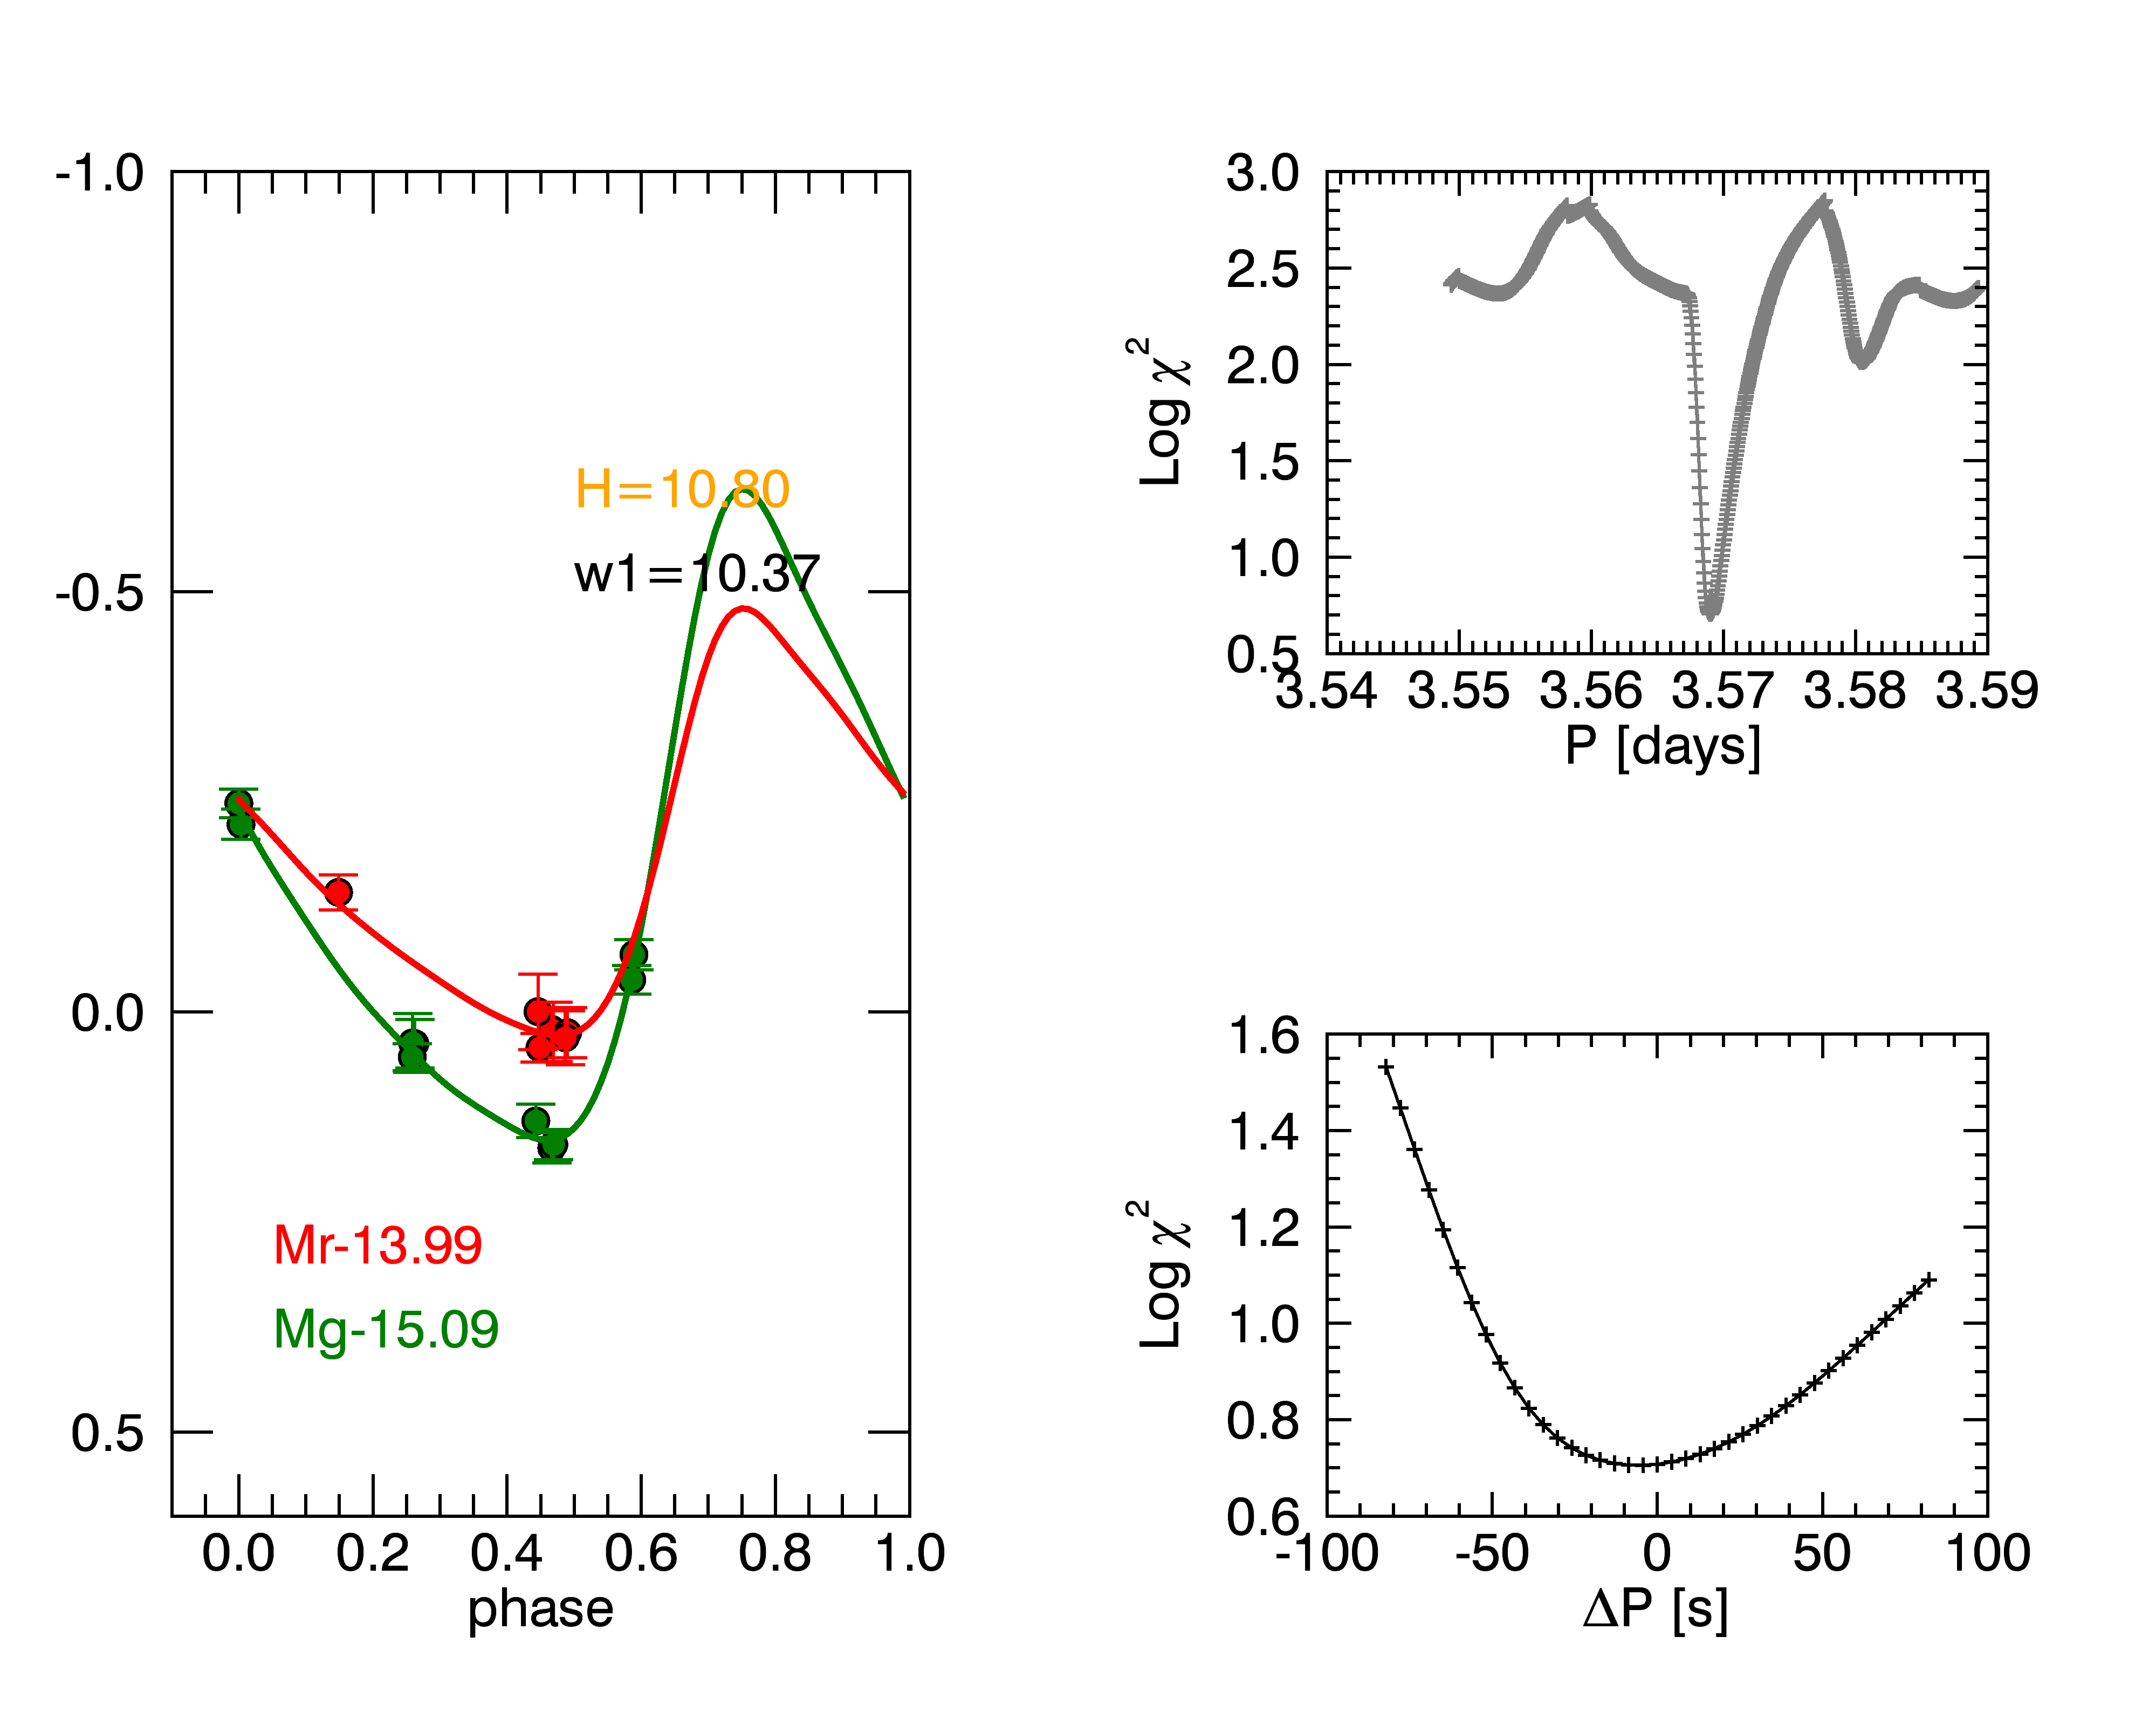 -1.0
-0.5
0.0
0.5
H=10.80
w1=10.37
Mr-13.99
Mg-15.09
0.0 0.2 0.4 0.6 0.8 1.0
phase
3.0
2.5
2.0
1.5
1.0
0.5
Log χ²
3.54 3.55 3.56 3.57 3.58 3.59
P [days]
1.6
1.4
1.2
1.0
0.8
0.6
Log χ²
-100 -50 0 50 100
ΔP [s]